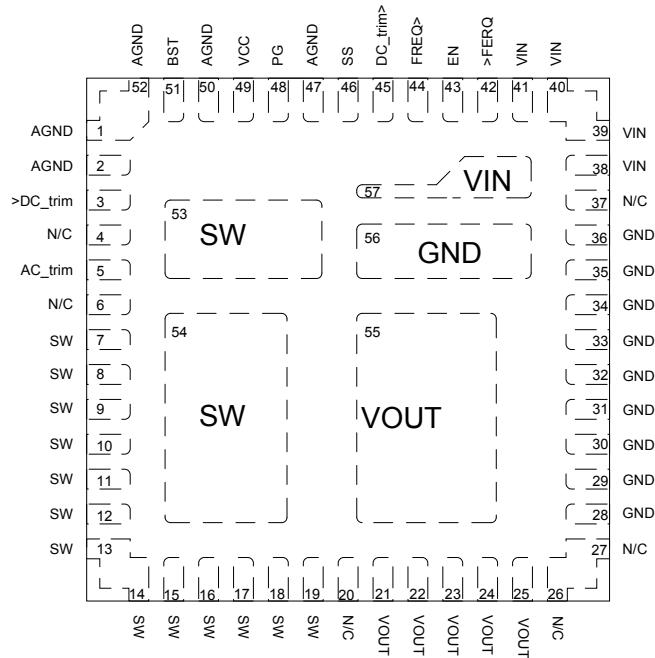 AGND BST AGND VCC PG AGND SS DC_trim> FREQ> EN >FERQ VIN VIN
52 51 50 49 48 47 46 45 44 43 42 41 40
AGND 1 39 VIN
AGND 2 38 VIN
>DC_trim 3 37 N/C
N/C 4 36 GND
AC_trim 5 35 GND
N/C 6 34 GND
SW 7 33 GND
SW 8 32 GND
SW 9 31 GND
SW 10 30 GND
SW 11 29 GND
SW 12 28 GND
SW 13 27 N/C
57 VIN
53 SW
56 GND
54 SW
55 VOUT
14 15 16 17 18 19 20 21 22 23 24 25 26
SW SW SW SW SW SW N/C VOUT VOUT VOUT VOUT VOUT N/C